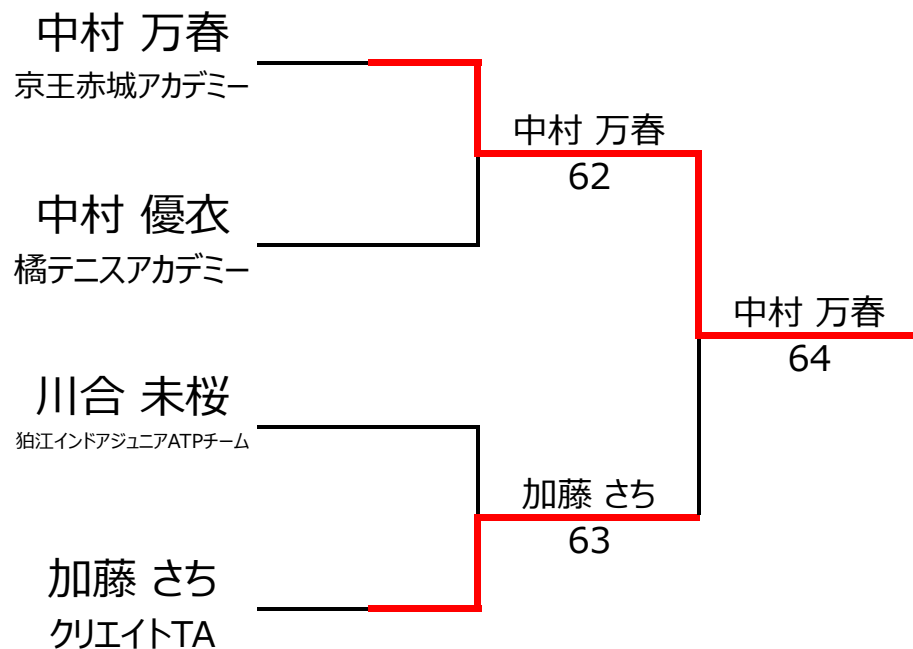 中村 万春
京王赤城アカデミー
中村 優衣
橘テニスアカデミー
川合 未桜
狛江インドアジュニアATPチーム
加藤 さち
クリエイトTA
中村 万春
62
加藤 さち
63
中村 万春
64